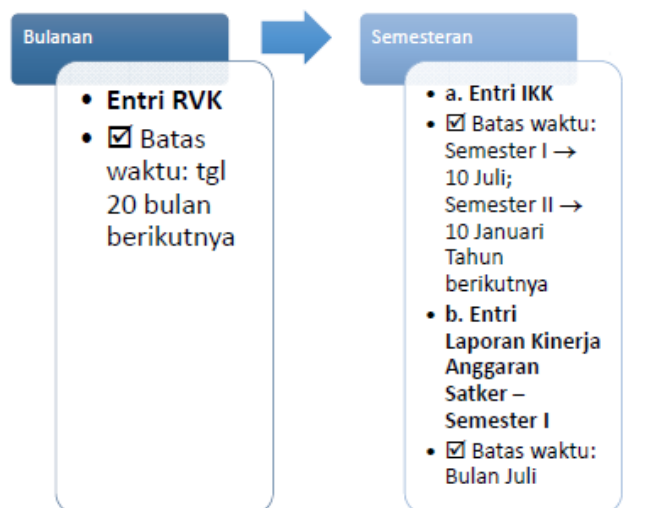 Bulanan
• Entri RVK
• ☑ Batas
waktu: tgl
20 bulan
berikutnya
Semesteran
• a. Entri IKK
• ☑ Batas waktu:
Semester I →
10 Juli;
Semester II →
10 Januari
Tahun
berikutnya
• b. Entri
Laporan Kinerja
Anggaran
Satker –
Semester I
• ☑ Batas waktu:
Bulan Juli